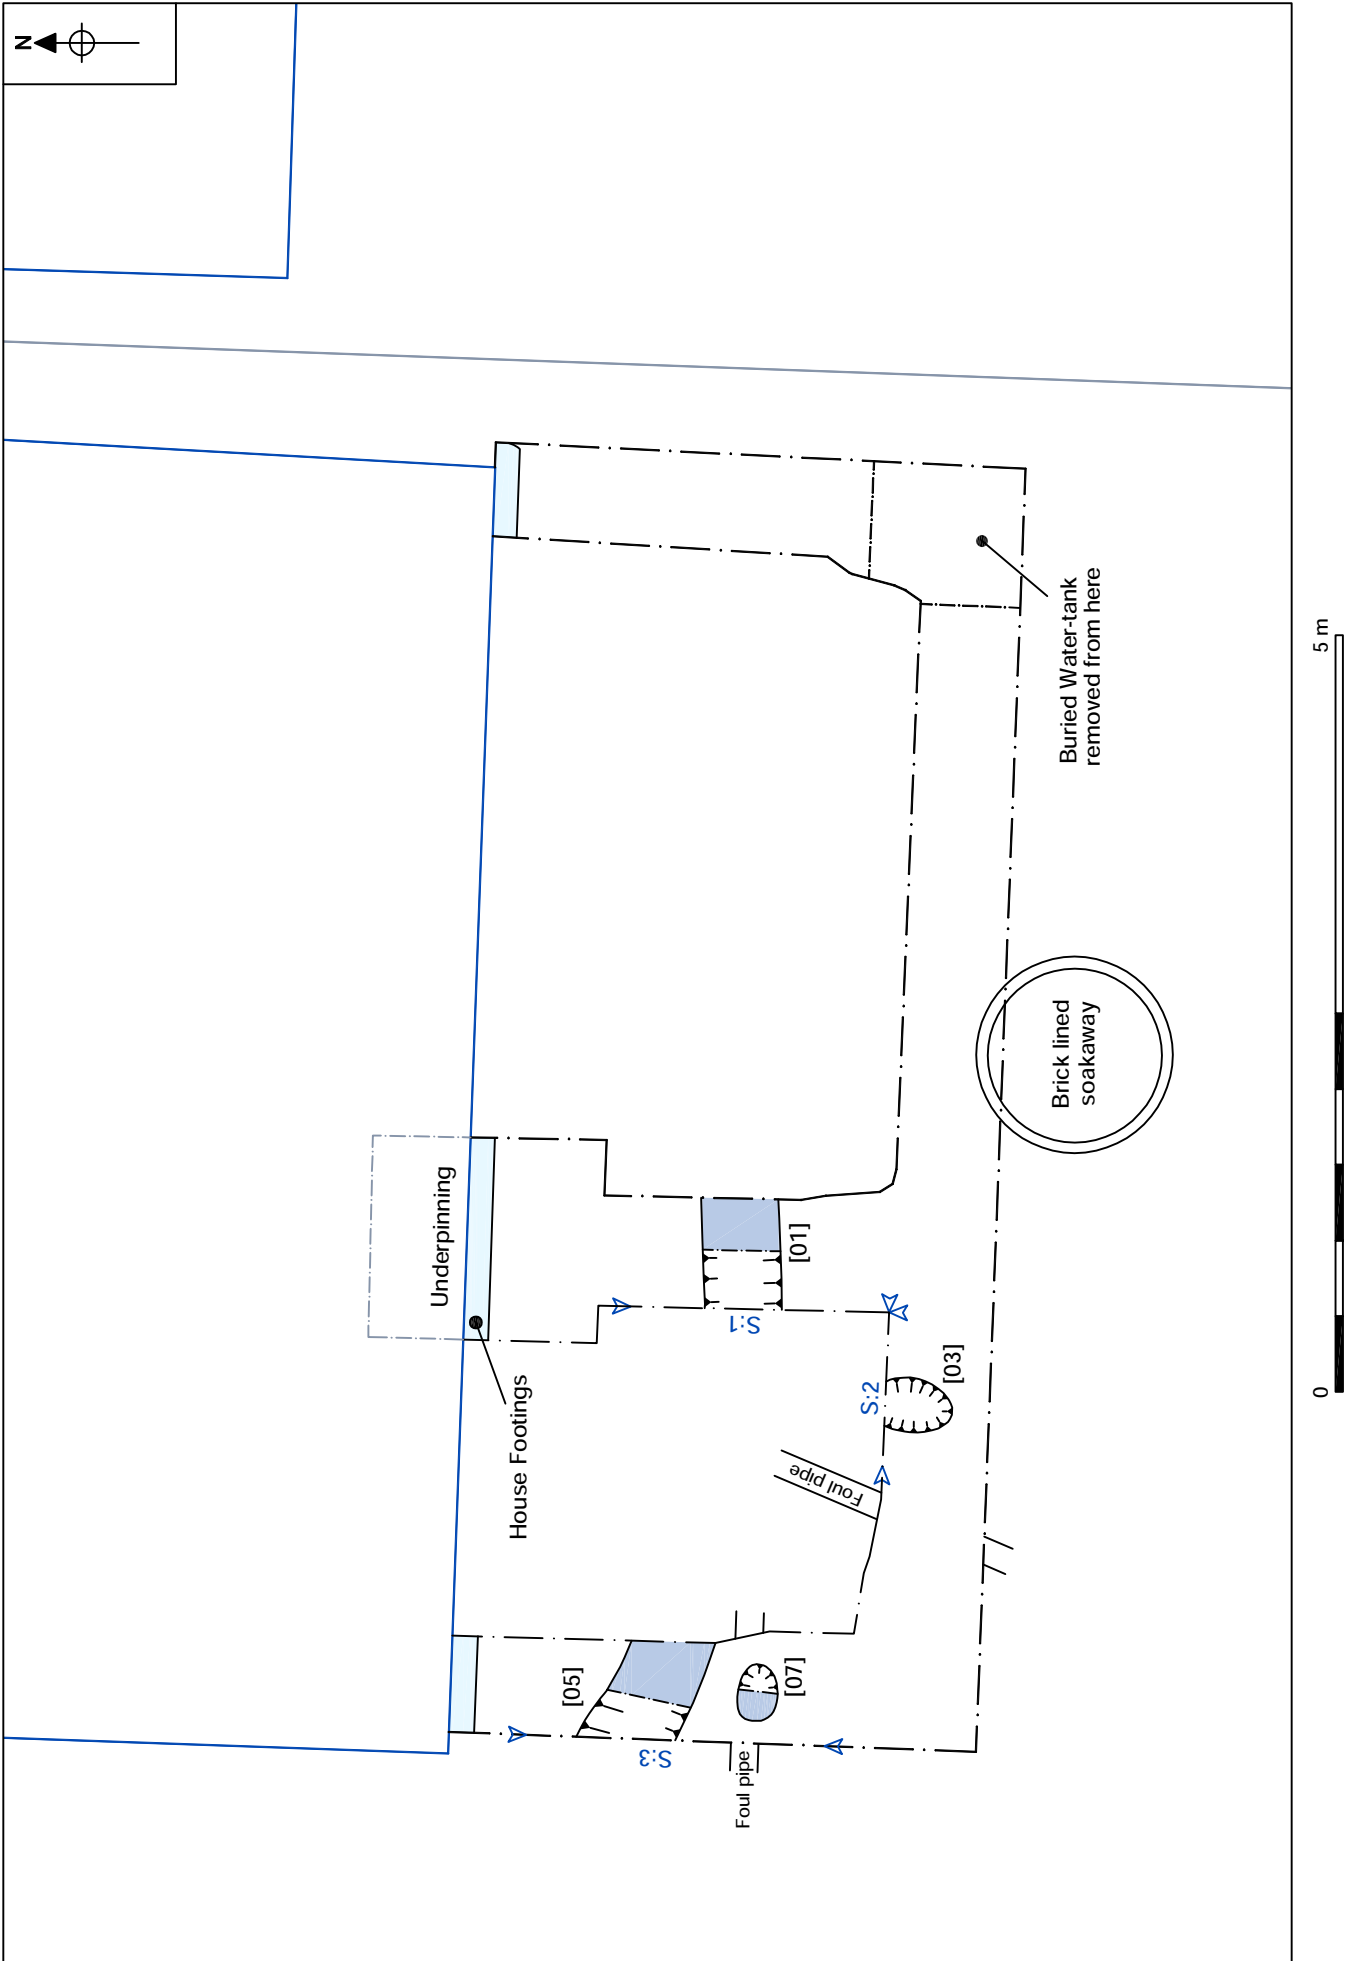 N
Underpinning
House Footings
[01]
S:1
[03]
S:2
Foul pipe
[05]
S:3
[07]
Foul pipe
Brick lined
soakaway
Buried Water-tank
removed from here
0
5 m